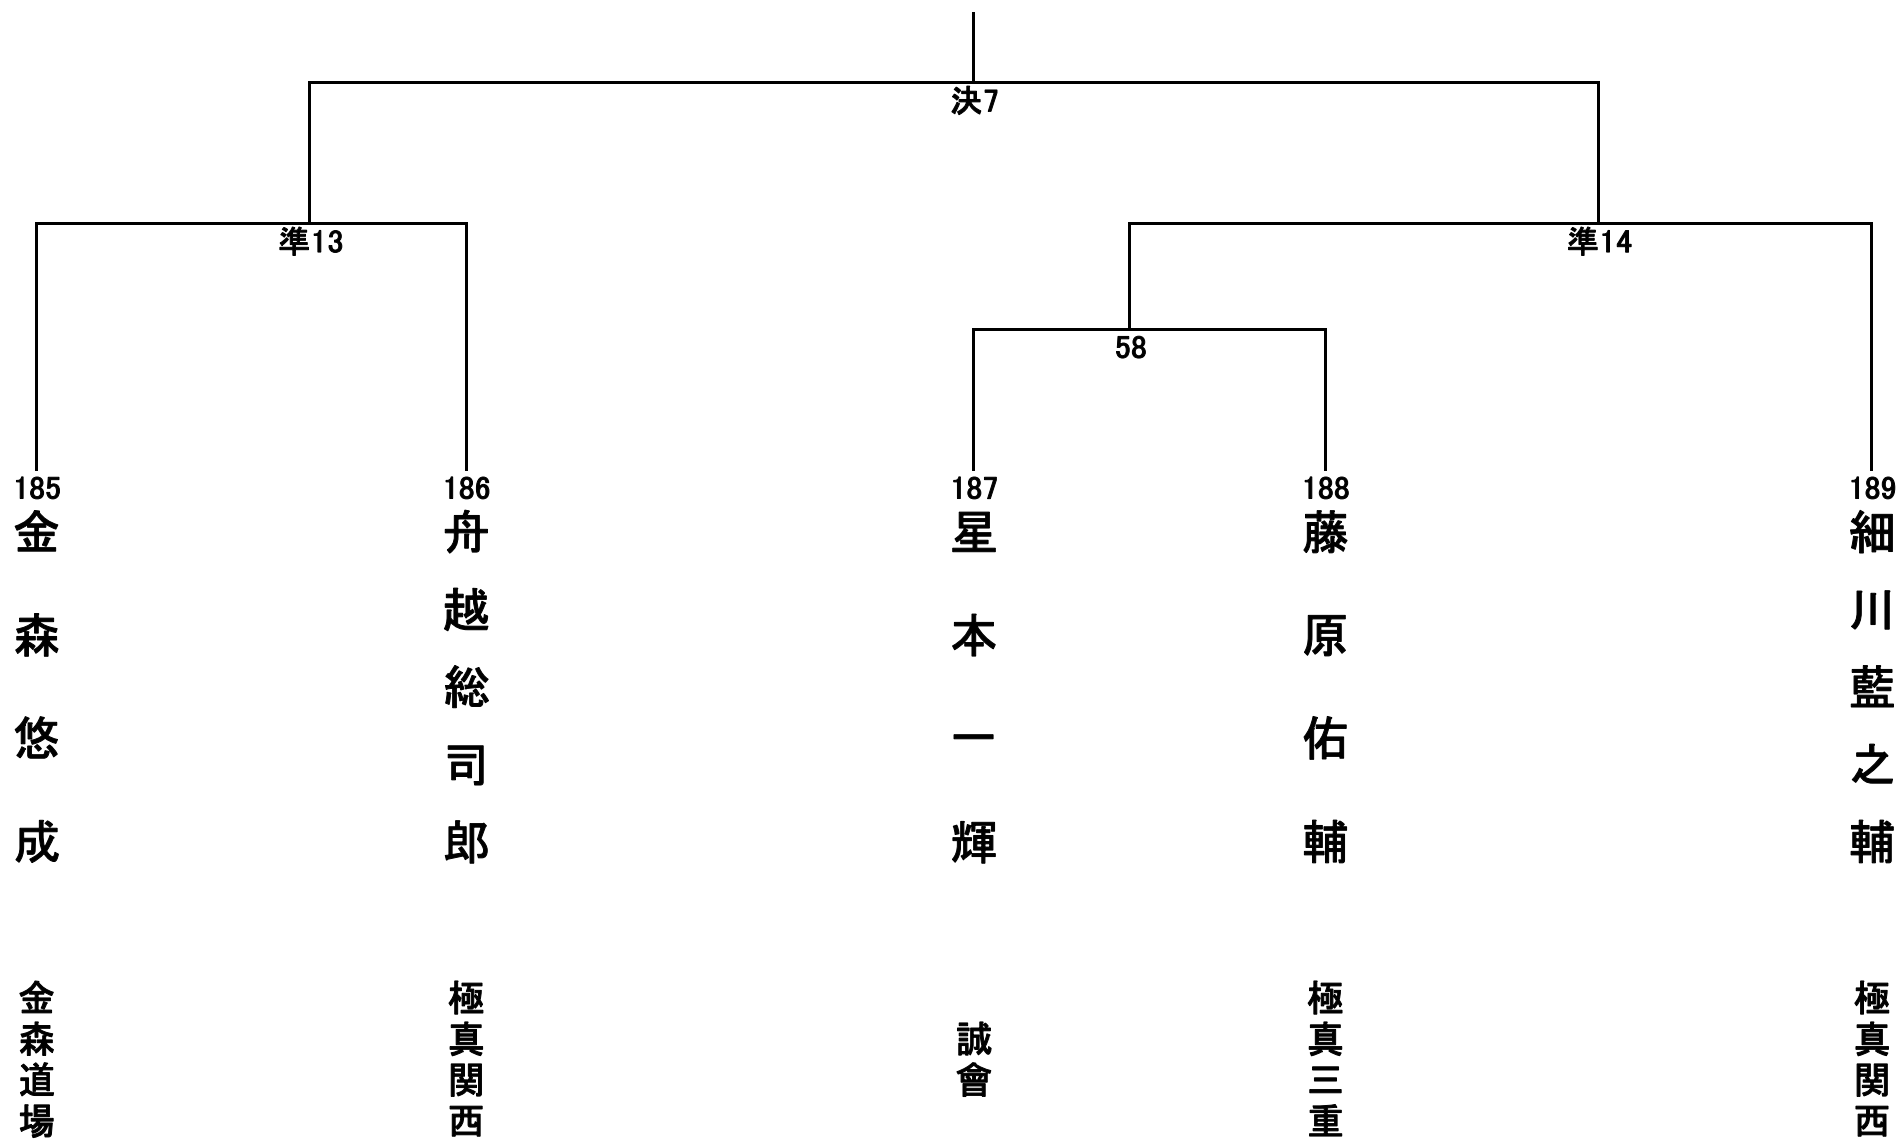 決7
準13
準14
58
185
金森悠成
金森道場
186
舟越総司郎
極真関西
187
星本一輝
誠會
188
藤原佑輔
極真三重
189
細川藍之輔
極真関西